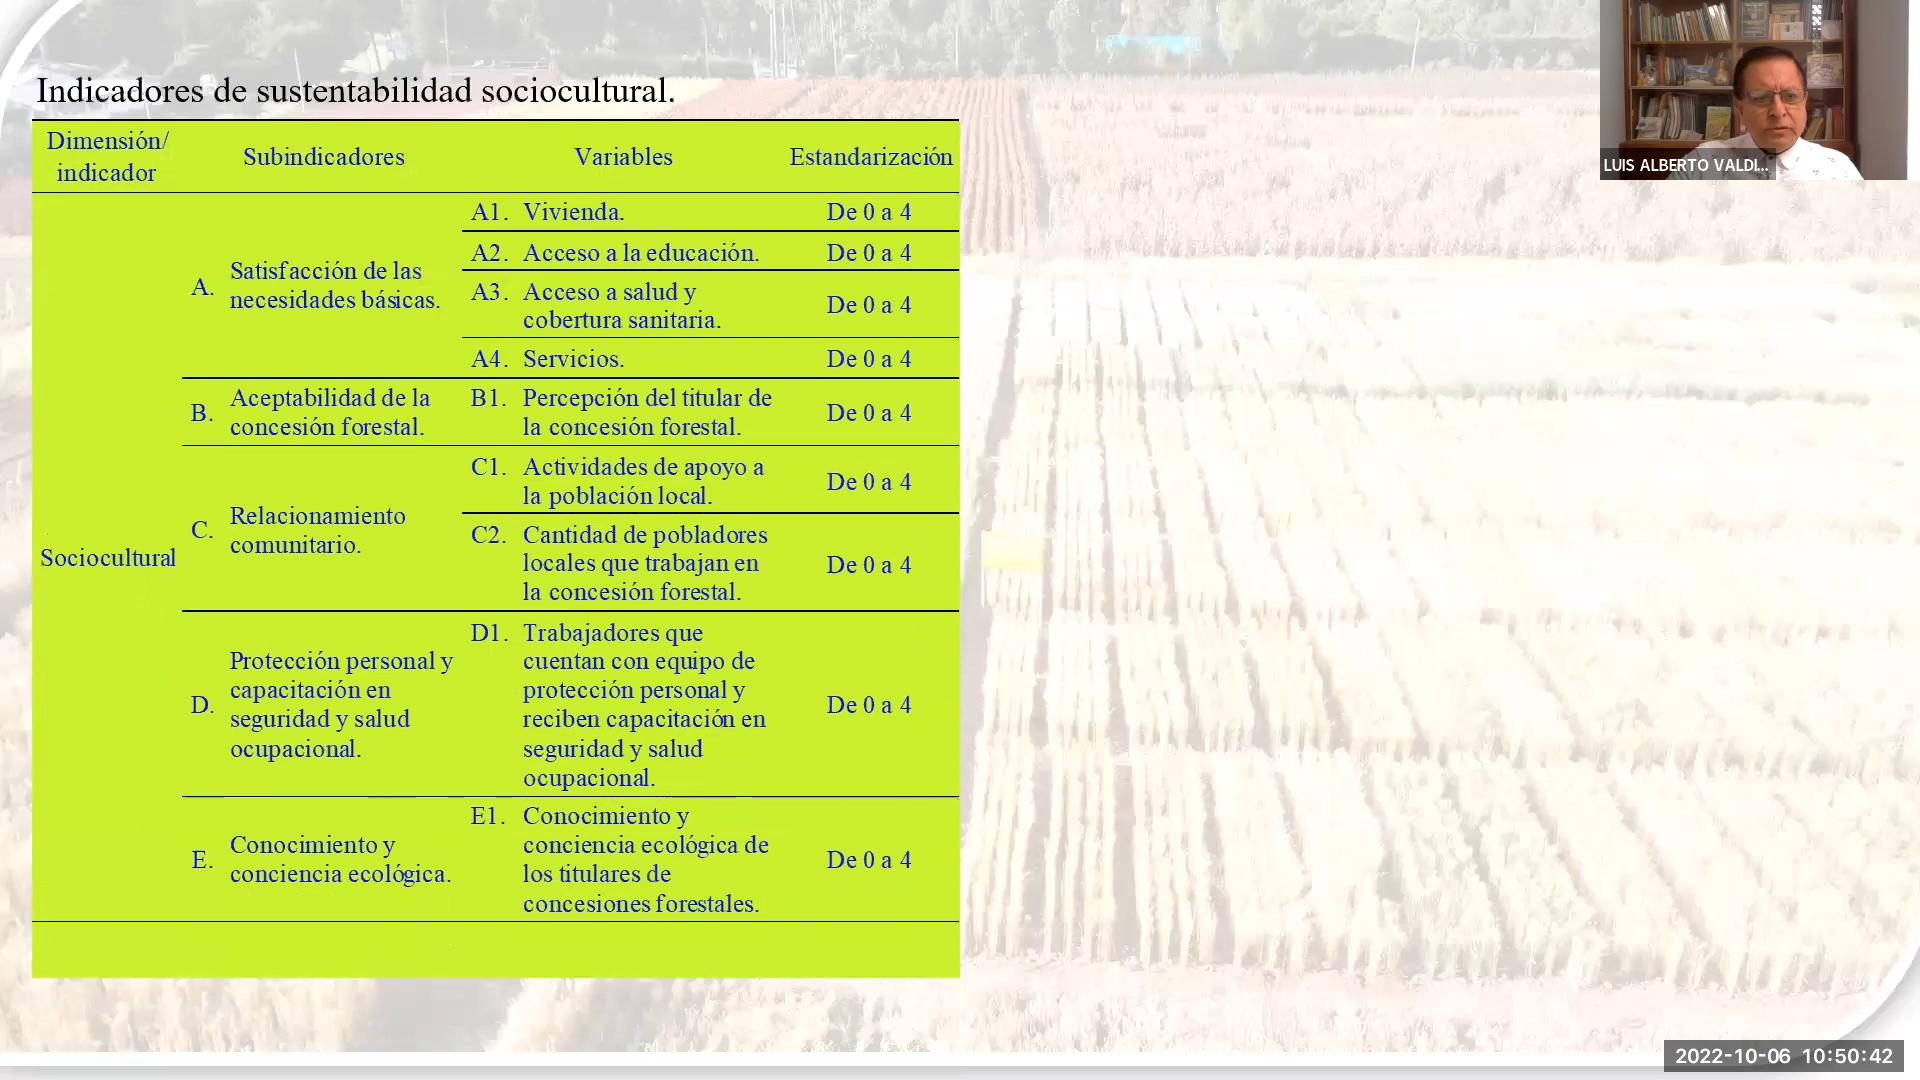 Indicadores de sustentabilidad sociocultural.
Dimensión/
indicador
Subindicadores
Variables
Estandarización
Sociocultural
A. Satisfacción de las
necesidades básicas.
A1. Vivienda.
De 0 a 4
A2. Acceso a la educación.
De 0 a 4
A3. Acceso a salud y
cobertura sanitaria.
De 0 a 4
A4. Servicios.
De 0 a 4
B. Aceptabilidad de la
concesión forestal.
B1. Percepción del titular de
la concesión forestal.
De 0 a 4
C. Relacionamiento
comunitario.
C1. Actividades de apoyo a
la población local.
De 0 a 4
C2. Cantidad de pobladores
locales que trabajan en
la concesión forestal.
De 0 a 4
D. Protección personal y
capacitación en
seguridad y salud
ocupacional.
D1. Trabajadores que
cuentan con equipo de
protección personal y
reciben capacitación en
seguridad y salud
ocupacional.
De 0 a 4
E. Conocimiento y
conciencia ecológica.
E1. Conocimiento y
conciencia ecológica de
los titulares de
concesiones forestales.
De 0 a 4
LUIS ALBERTO VALDI...
2022-10-06 10:50:42